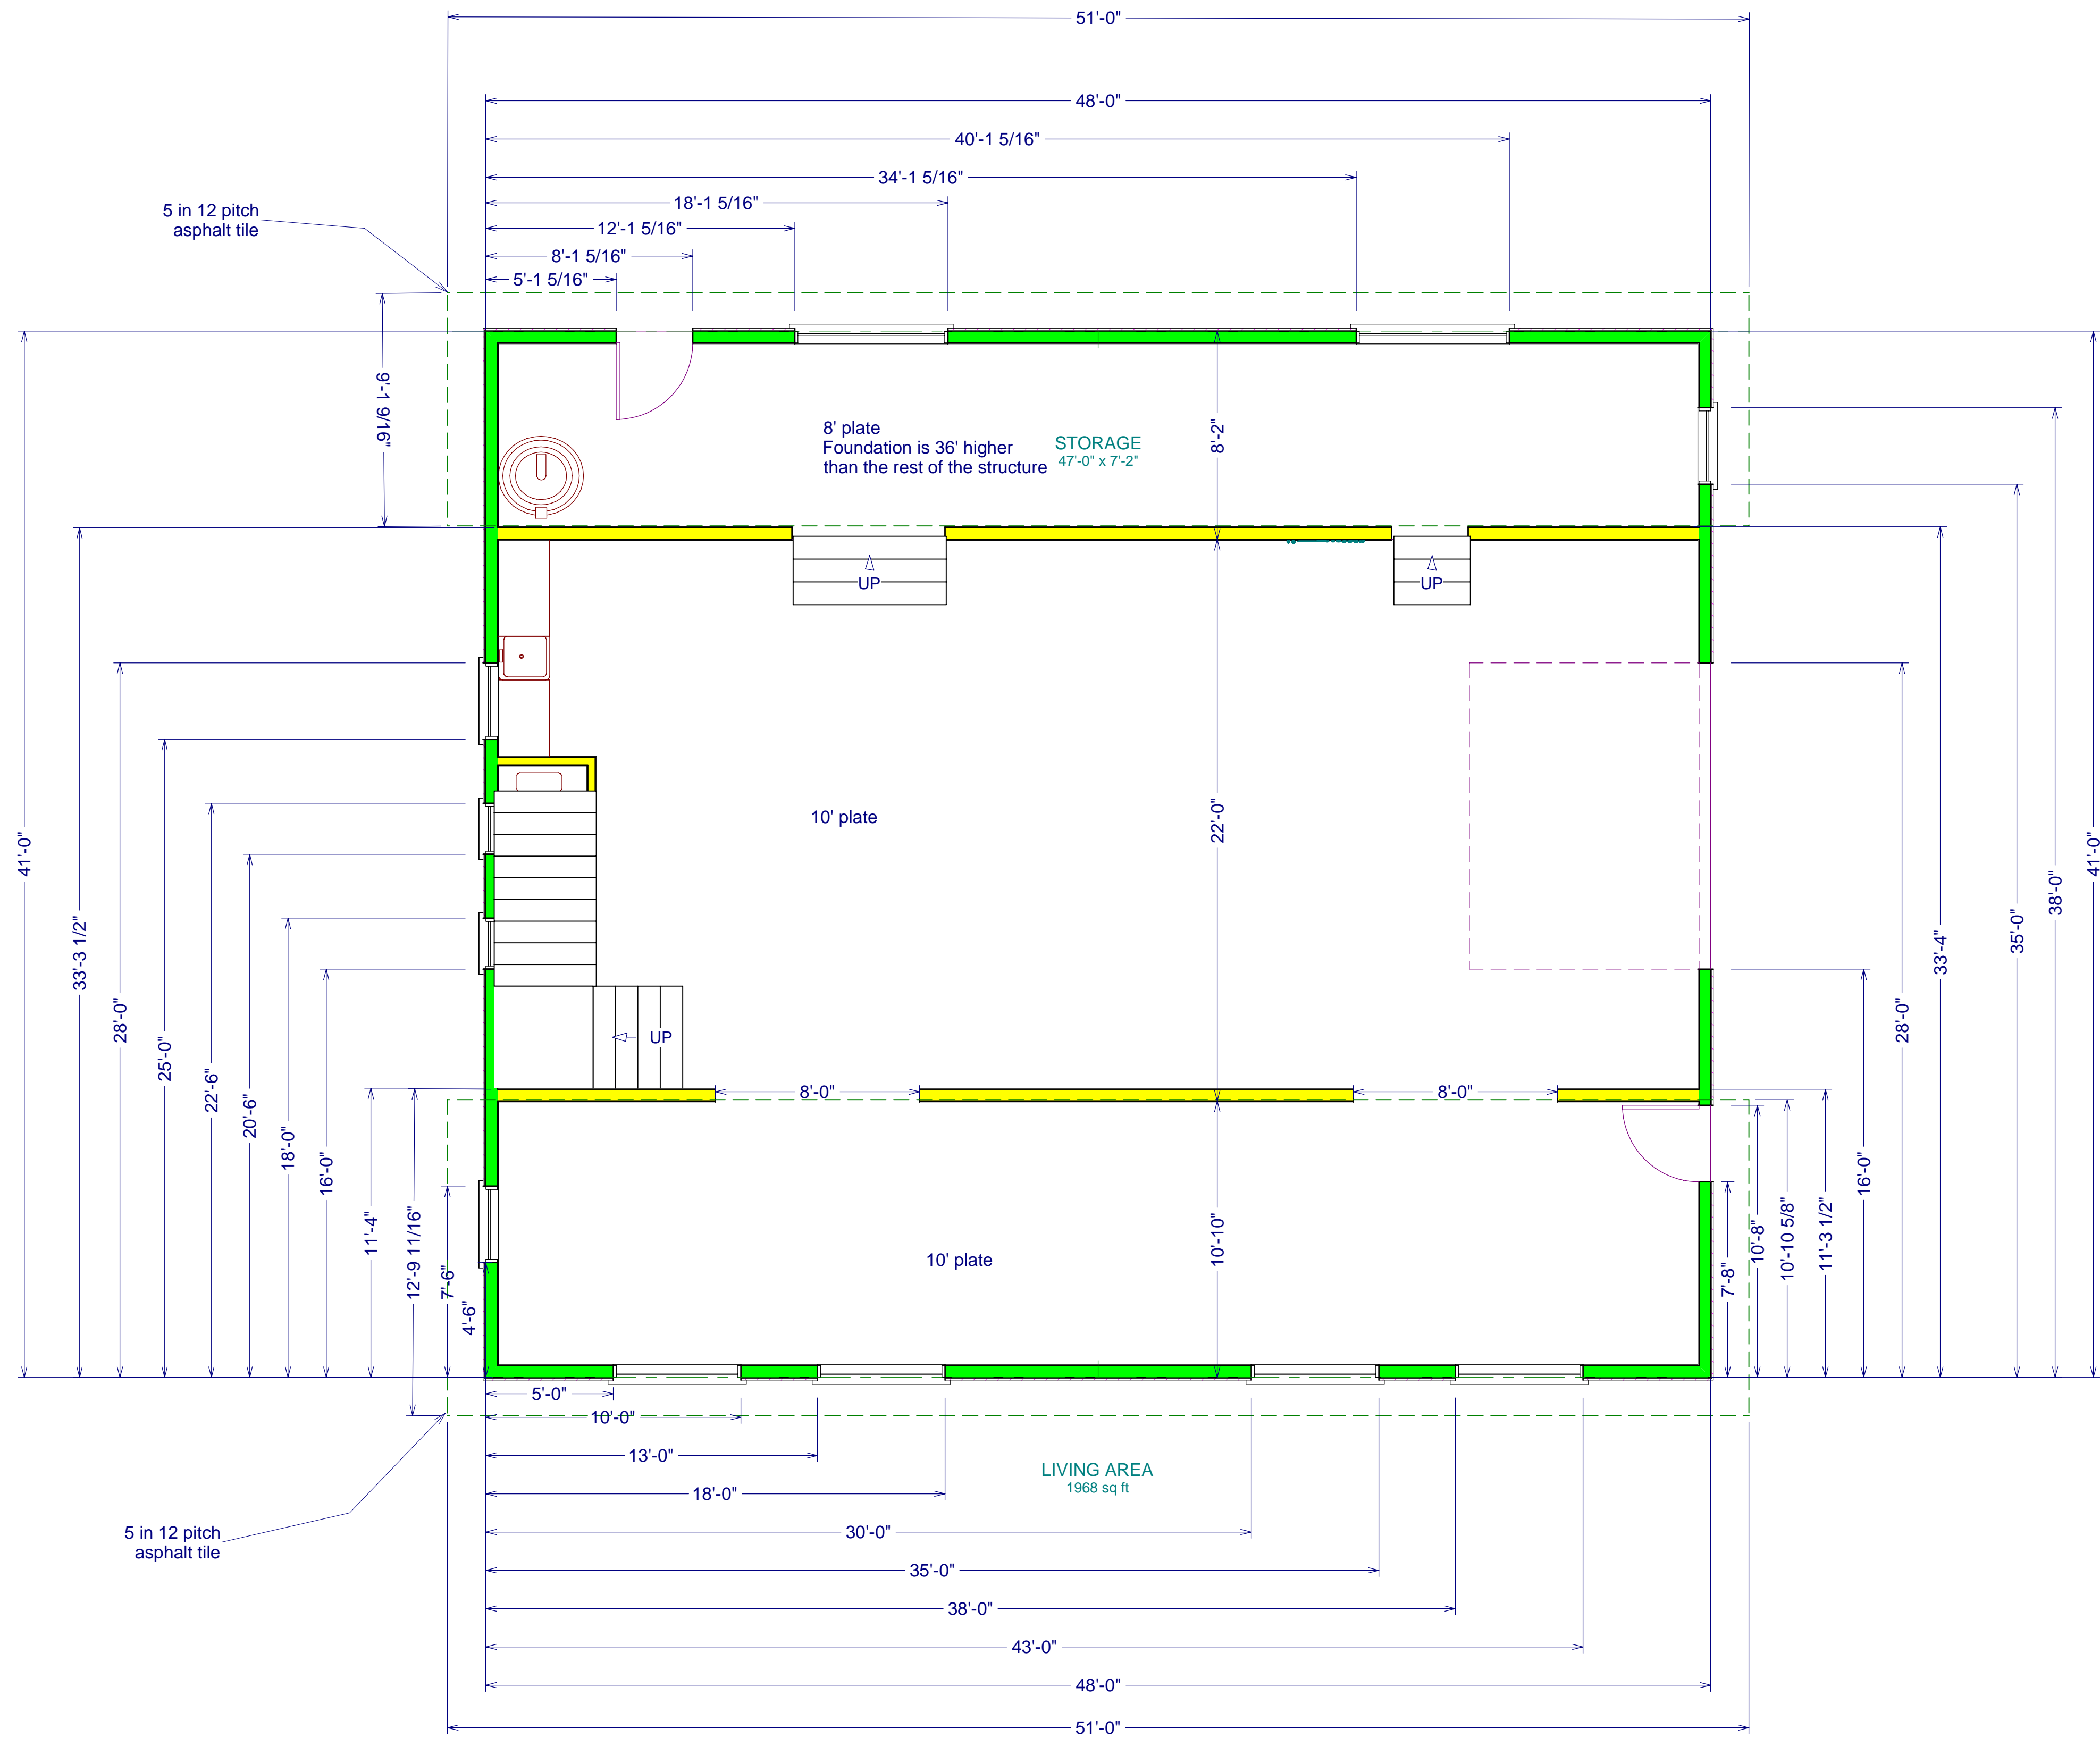 51'-0"
48'-0"
40'-1 5/16"
34'-1 5/16"
18'-1 5/16"
12'-1 5/16"
8'-1 5/16"
5'-1 5/16"
5 in 12 pitch
asphalt tile
9'-1 9/16"
8' plate
Foundation is 36' higher
than the rest of the structure
STORAGE
47'-0" x 7'-2"
8'-2"
UP
UP
10' plate
22'-0"
41'-0"
33'-3 1/2"
28'-0"
25'-0"
22'-6"
20'-6"
18'-0"
16'-0"
11'-4"
12'-9 11/16"
7'-6"
4'-6"
UP
8'-0"
8'-0"
10' plate
10'-10"
7'-8"
10'-8"
10'-10 5/8"
11'-3 1/2"
16'-0"
28'-0"
33'-4"
35'-0"
38'-0"
41'-0"
5'-0"
10'-0"
13'-0"
18'-0"
LIVING AREA
1968 sq ft
30'-0"
5 in 12 pitch
asphalt tile
35'-0"
38'-0"
43'-0"
48'-0"
51'-0"